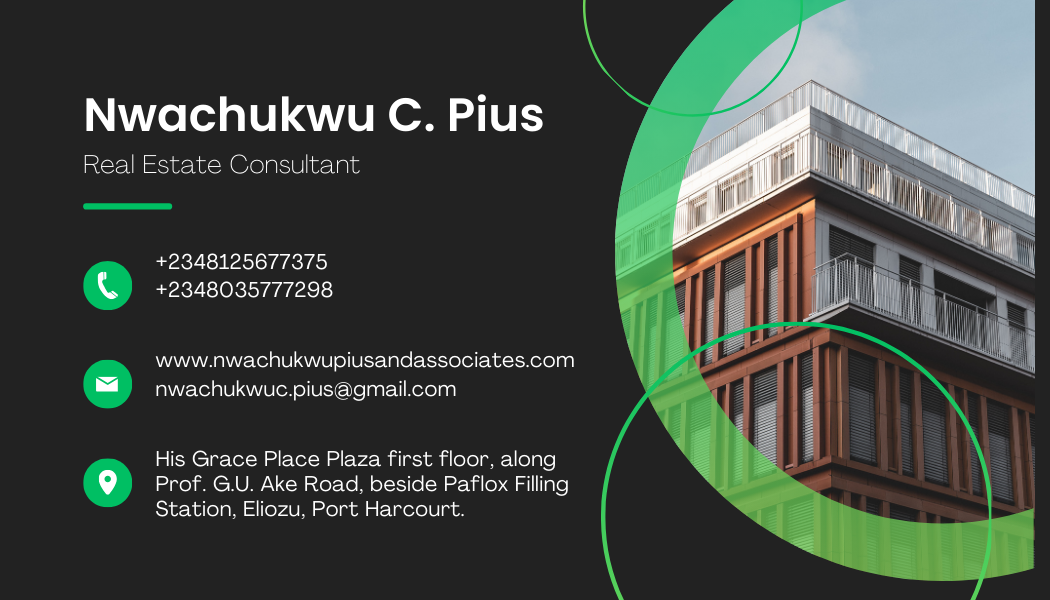 Nwachukwu C. Pius
Real Estate Consultant
+2348125677375
+2348035777298
www.nwachukwupiusandassociates.com
nwachukwuc.pius@gmail.com
His Grace Place Plaza first floor, along
Prof. G.U. Ake Road, beside Paflox Filling
Station, Eliozu, Port Harcourt.